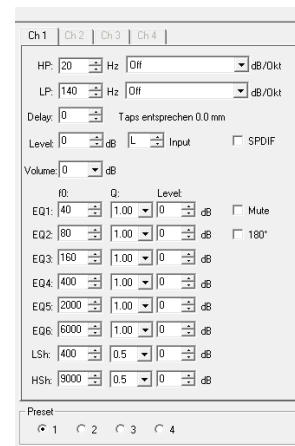 Ch 1 Ch 2 Ch 3 Ch 4
HP: 20 Hz Off dB/Okt
LP: 140 Hz Off dB/Okt
Delay: 0 Taps entsprechen 0.0 mm
Level: 0 dB L Input SPDIF
Volume: 0 dB
f0: Q: Level:
EQ1: 40 1.00 0 dB Mute
EQ2: 80 1.00 0 dB 180°
EQ3: 160 1.00 0 dB
EQ4: 400 1.00 0 dB
EQ5: 2000 1.00 0 dB
EQ6: 6000 1.00 0 dB
LSh: 400 0.5 0 dB
HSh: 9000 0.5 0 dB
Preset
1 2 3 4